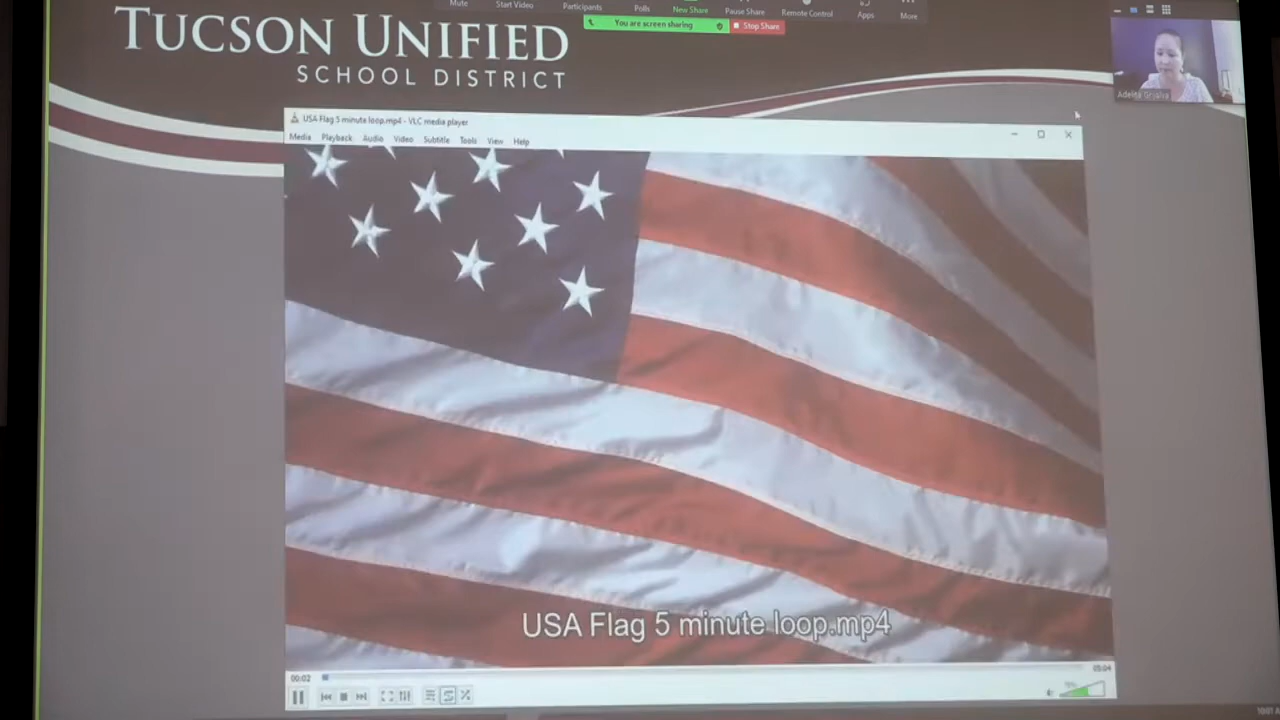 Mute Start Video Participants Polls New Share Pause Share Remote Control Apps More
You are screen sharing Stop Share
TUCSON UNIFIED
SCHOOL DISTRICT
USA Flag 5 minute loop.mp4 - VLC media player
Media Playback Audio Video Subtitle Tools View Help
USA Flag 5 minute loop.mp4
00:02 05:04